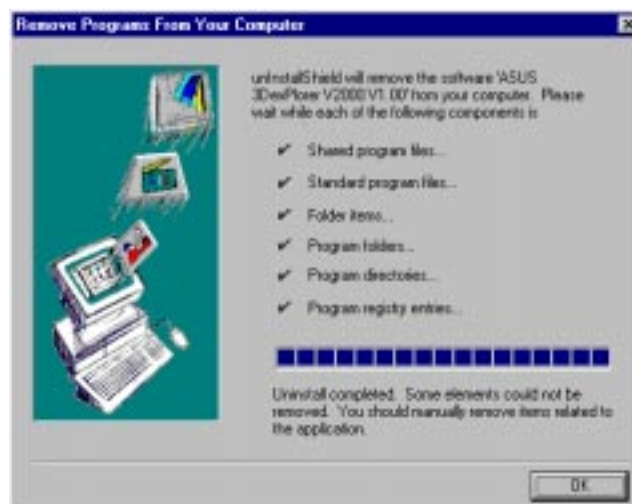 Remove Programs From Your Computer
unInstallShield will remove the software 'ASUS
3DexPlorer V2000 V1.00' from your computer. Please
wait while each of the following components is
✔ Shared program files...
✔ Standard program files...
✔ Folder items...
✔ Program folders...
✔ Program directories...
✔ Program registry entries...
Uninstall completed. Some elements could not be
removed. You should manually remove items related to
the application.
OK